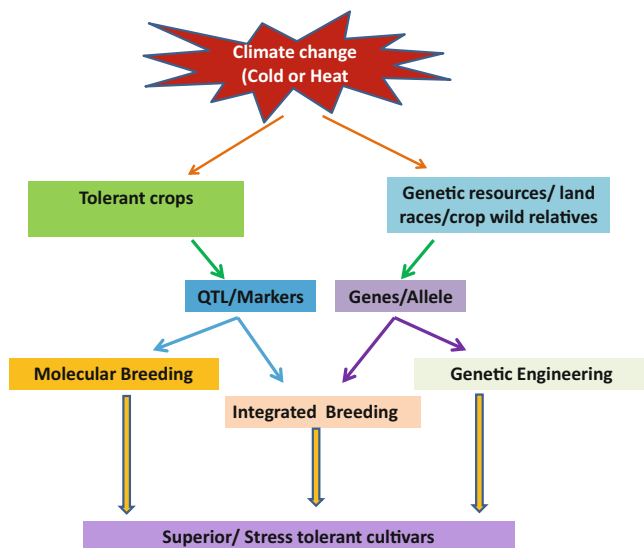 Climate change
(Cold or Heat
Tolerant crops
Genetic resources/ land
races/crop wild relatives
QTL/Markers
Genes/Allele
Molecular Breeding
Genetic Engineering
Integrated Breeding
Superior/ Stress tolerant cultivars